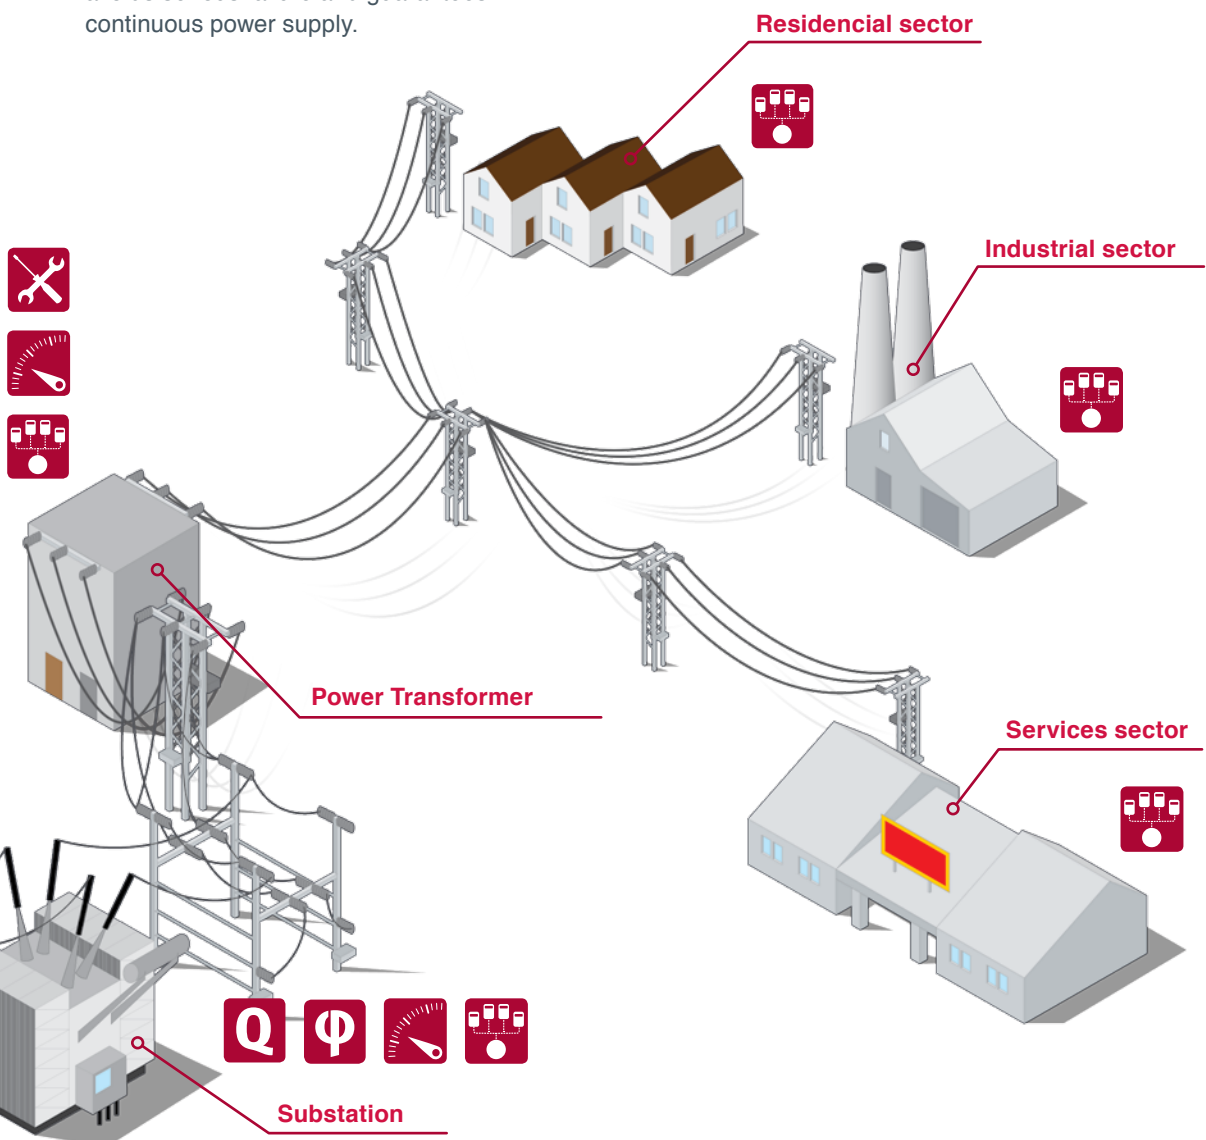 continuous power supply.
Residencial sector
Industrial sector
Power Transformer
Services sector
Q φ
Substation